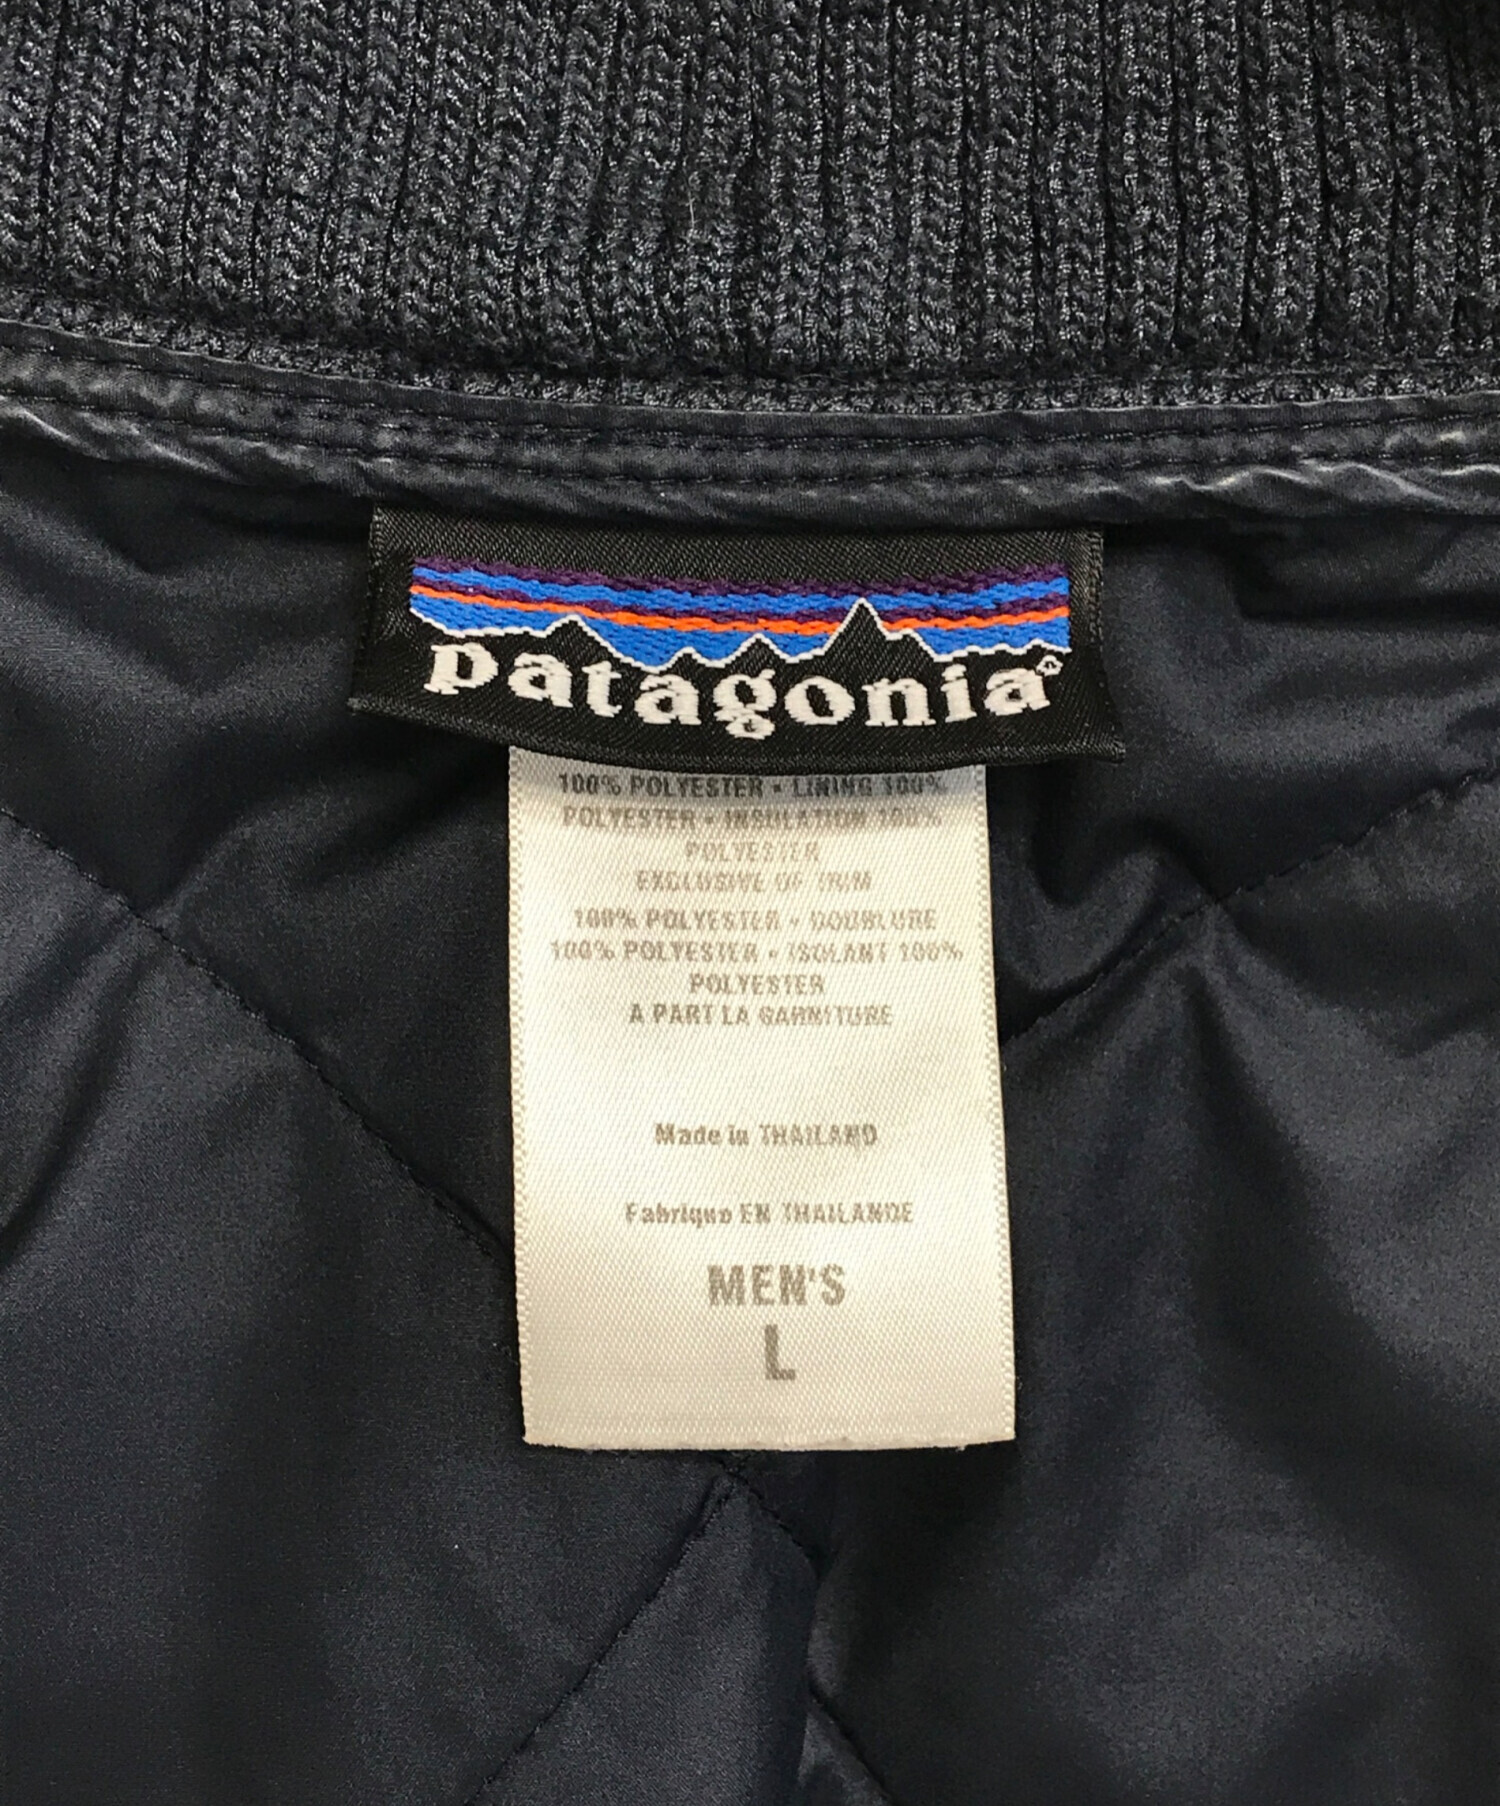 patagonia®
100% POLYESTER • LINING 100%
POLYESTER • INSULATION 100%
POLYESTER
EXCLUSIVE OF TRIM
100% POLYESTER • DOUBLURE
100% POLYESTER • ISOLANT 100%
POLYESTER
A PART LA GARNITURE
Made in THAILAND
Fabrique EN THAILANDE
MEN'S
L